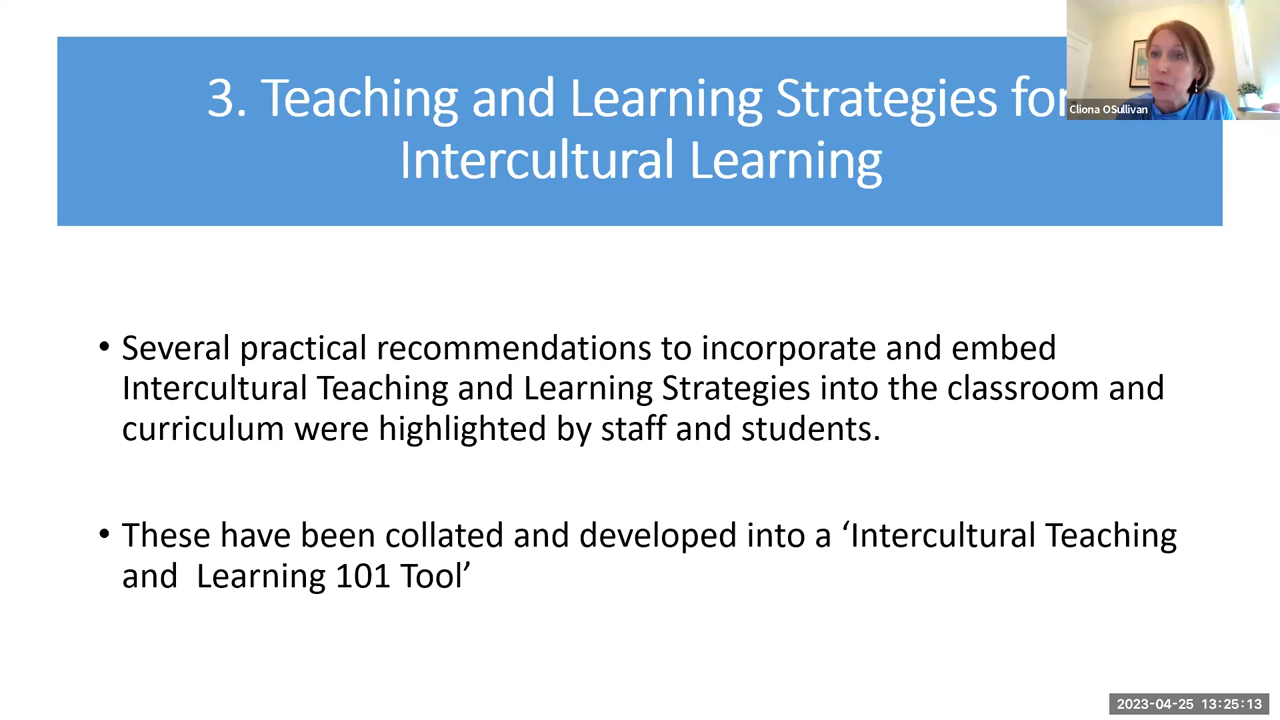 3. Teaching and Learning Strategies for
Intercultural Learning
Cliona OSullivan
• Several practical recommendations to incorporate and embed
Intercultural Teaching and Learning Strategies into the classroom and
curriculum were highlighted by staff and students.
• These have been collated and developed into a ‘Intercultural Teaching
and  Learning 101 Tool’
2023-04-25 13:25:13